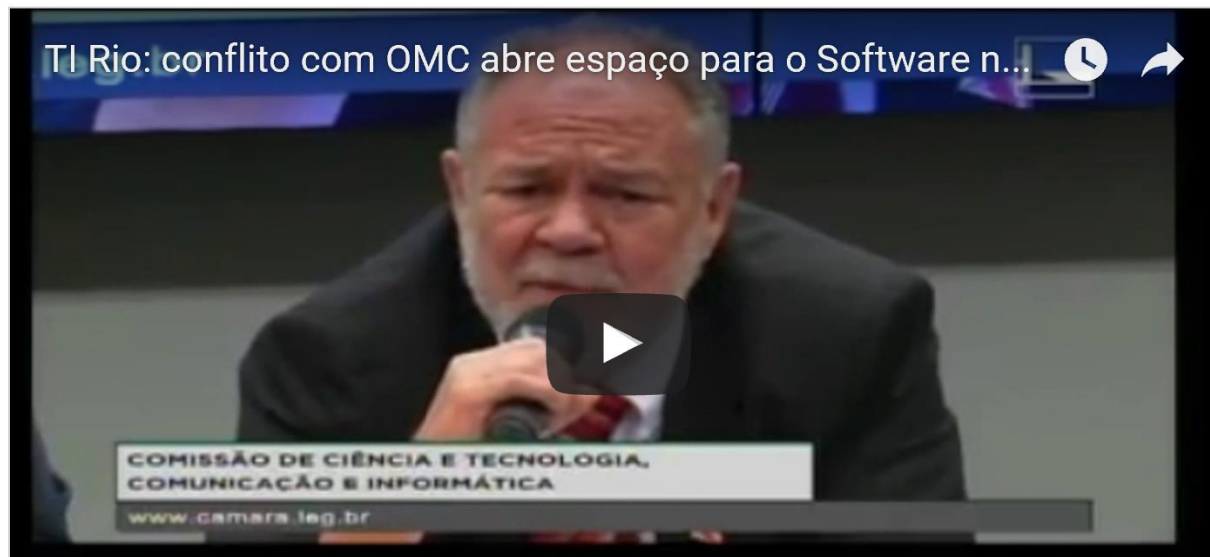 TI Rio: conflito com OMC abre espaço para o Software n...
COMISSÃO DE CIÊNCIA E TECNOLOGIA,
COMUNICAÇÃO E INFORMÁTICA
www.camara.leg.br